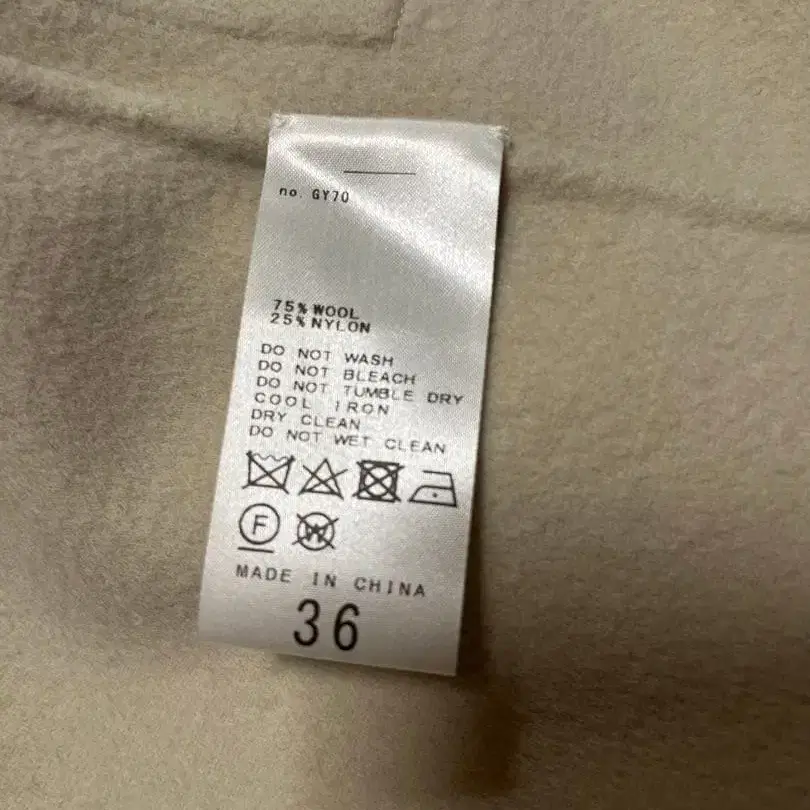 no. GY70
75% WOOL
25% NYLON
DO NOT WASH
DO NOT BLEACH
DO NOT TUMBLE DRY
COOL IRON
DRY CLEAN
DO NOT WET CLEAN
F W
MADE IN CHINA
36